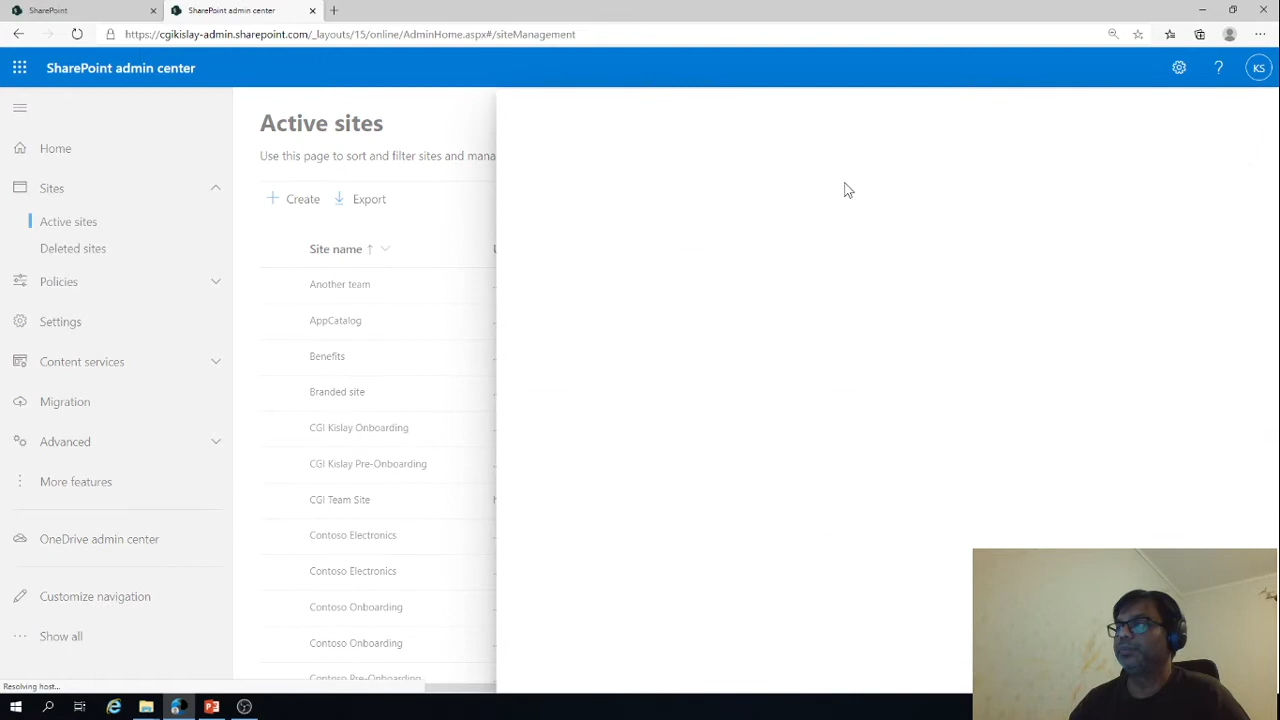 SharePoint
SharePoint admin center
https://cgikislay-admin.sharepoint.com/_layouts/15/online/AdminHome.aspx#/siteManagement
SharePoint admin center
KS
Home
Sites
Active sites
Deleted sites
Policies
Settings
Content services
Migration
Advanced
More features
OneDrive admin center
Customize navigation
Show all
Active sites
Use this page to sort and filter sites and mana
Create
Export
Site name
Another team
AppCatalog
Benefits
Branded site
CGI Kislay Onboarding
CGI Kislay Pre-Onboarding
CGI Team Site
Contoso Electronics
Contoso Electronics
Contoso Onboarding
Contoso Onboarding
Contoso Pre-Onboarding
Resolving host...